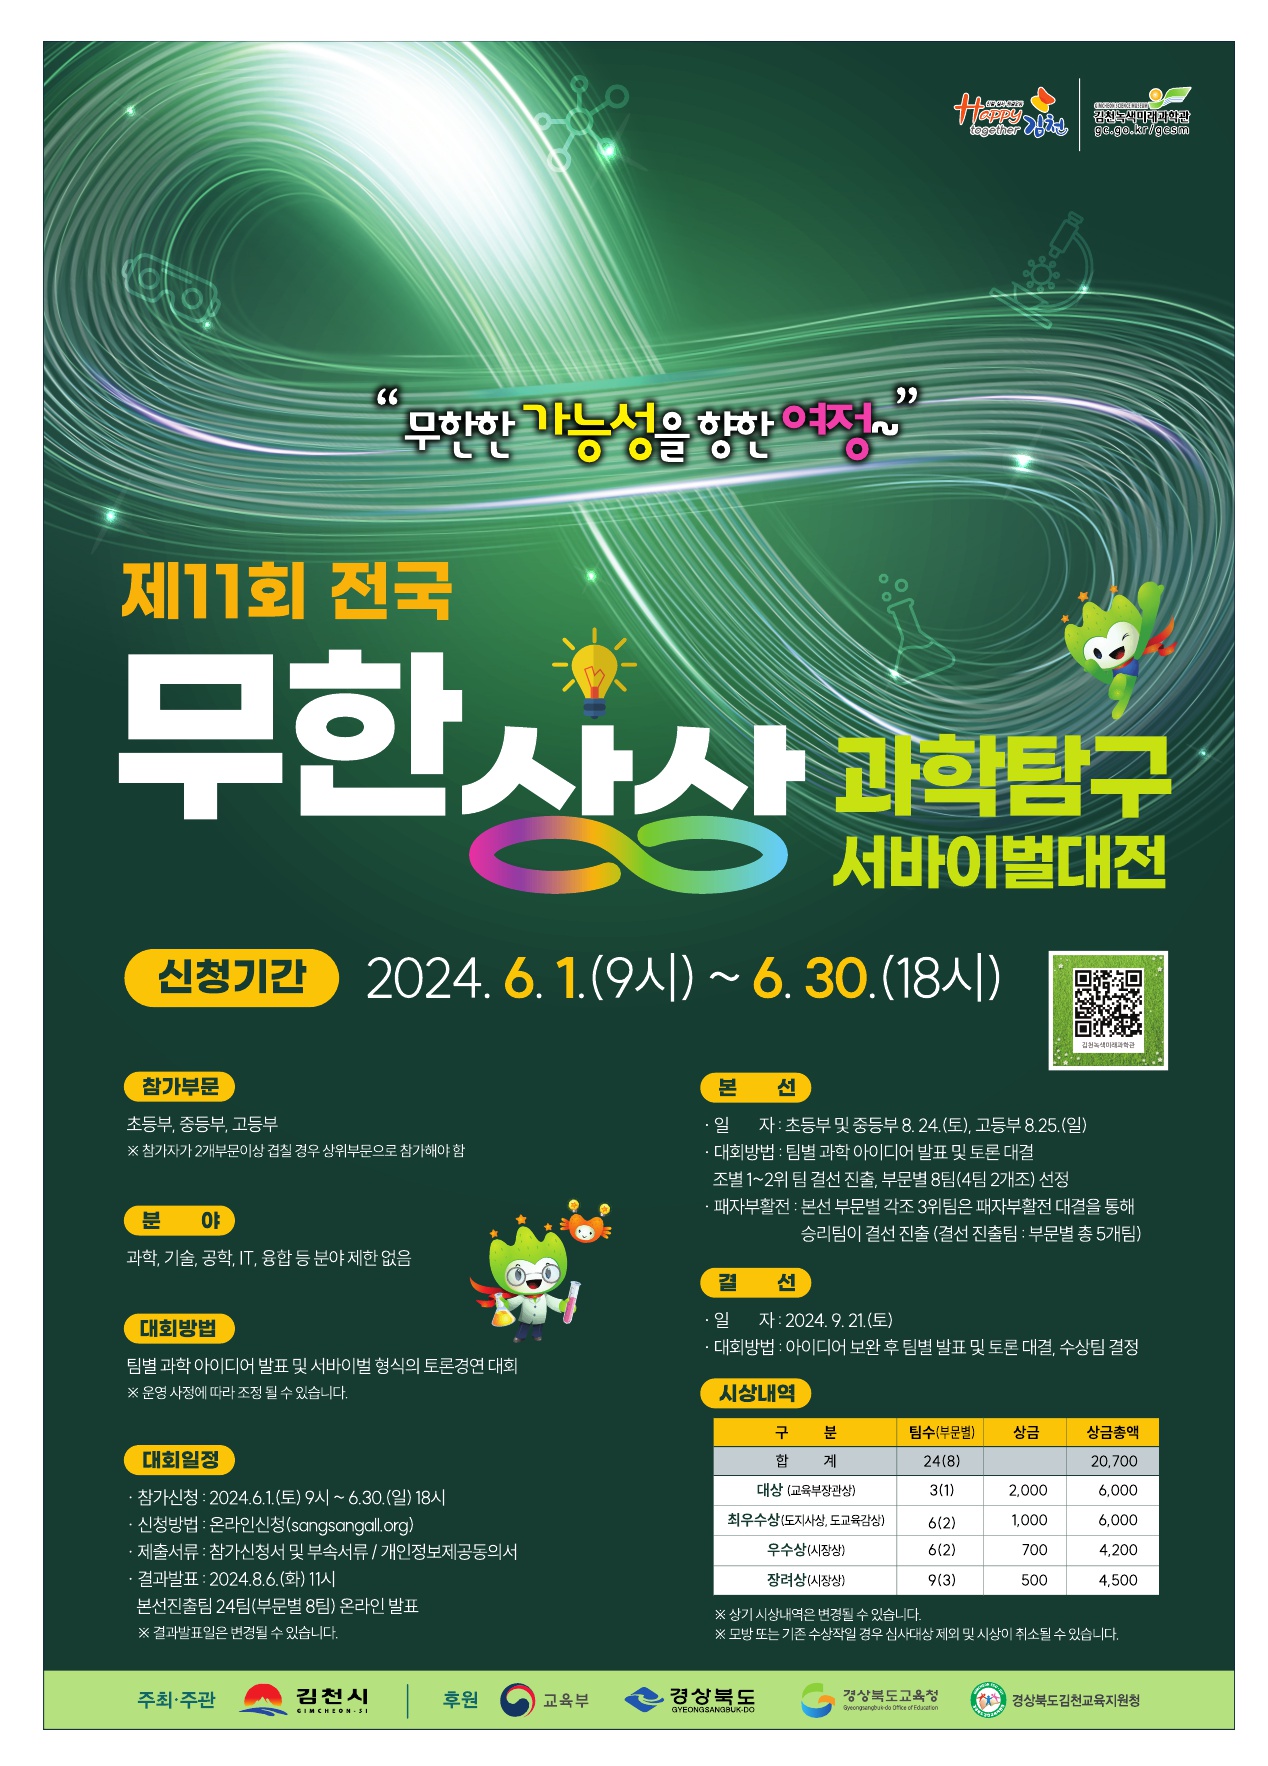 Happy together 김천
GIMCHEON SCIENCE MUSEUM
김천녹색미래과학관
gc.go.kr/gcsm
“무한한 가능성을 향한 여정~”
제11회 전국
무한상상 과학탐구
서바이벌대전
신청기간 2024. 6. 1.(9시) ~ 6. 30.(18시)
김천녹색미래과학관
참가부문
초등부, 중등부, 고등부
※ 참가자가 2개부문이상 겹칠 경우 상위부문으로 참가해야 함
분 야
과학, 기술, 공학, IT, 융합 등 분야 제한 없음
대회방법
팀별 과학 아이디어 발표 및 서바이벌 형식의 토론경연 대회
※ 운영 사정에 따라 조정 될 수 있습니다.
대회일정
· 참가신청 : 2024.6.1.(토) 9시 ~ 6.30.(일) 18시
· 신청방법 : 온라인신청(sangsangall.org)
· 제출서류 : 참가신청서 및 부속서류 / 개인정보제공동의서
· 결과발표 : 2024.8.6.(화) 11시
본선진출팀 24팀(부문별 8팀) 온라인 발표
※ 결과발표일은 변경될 수 있습니다.
본 선
· 일 자 : 초등부 및 중등부 8. 24.(토), 고등부 8.25.(일)
· 대회방법 : 팀별 과학 아이디어 발표 및 토론 대결
조별 1~2위 팀 결선 진출, 부문별 8팀(4팀 2개조) 선정
· 패자부활전 : 본선 부문별 각조 3위팀은 패자부활전 대결을 통해
승리팀이 결선 진출 (결선 진출팀 : 부문별 총 5개팀)
결 선
· 일 자 : 2024. 9. 21.(토)
· 대회방법 : 아이디어 보완 후 팀별 발표 및 토론 대결, 수상팀 결정
시상내역
구 분 팀수(부문별) 상금 상금총액
합 계 24(8) 20,700
대상 (교육부장관상) 3(1) 2,000 6,000
최우수상(도지사상, 도교육감상) 6(2) 1,000 6,000
우수상(시장상) 6(2) 700 4,200
장려상(시장상) 9(3) 500 4,500
※ 상기 시상내역은 변경될 수 있습니다.
※ 모방 또는 기존 수상작일 경우 심사대상 제외 및 시상이 취소될 수 있습니다.
주최·주관 김천시 GIMCHEON-SI 후원 교육부 경상북도 GYEONGSANGBUK-DO 경상북도교육청 Gyeongsangbuk-do Office of Education 경상북도김천교육지원청